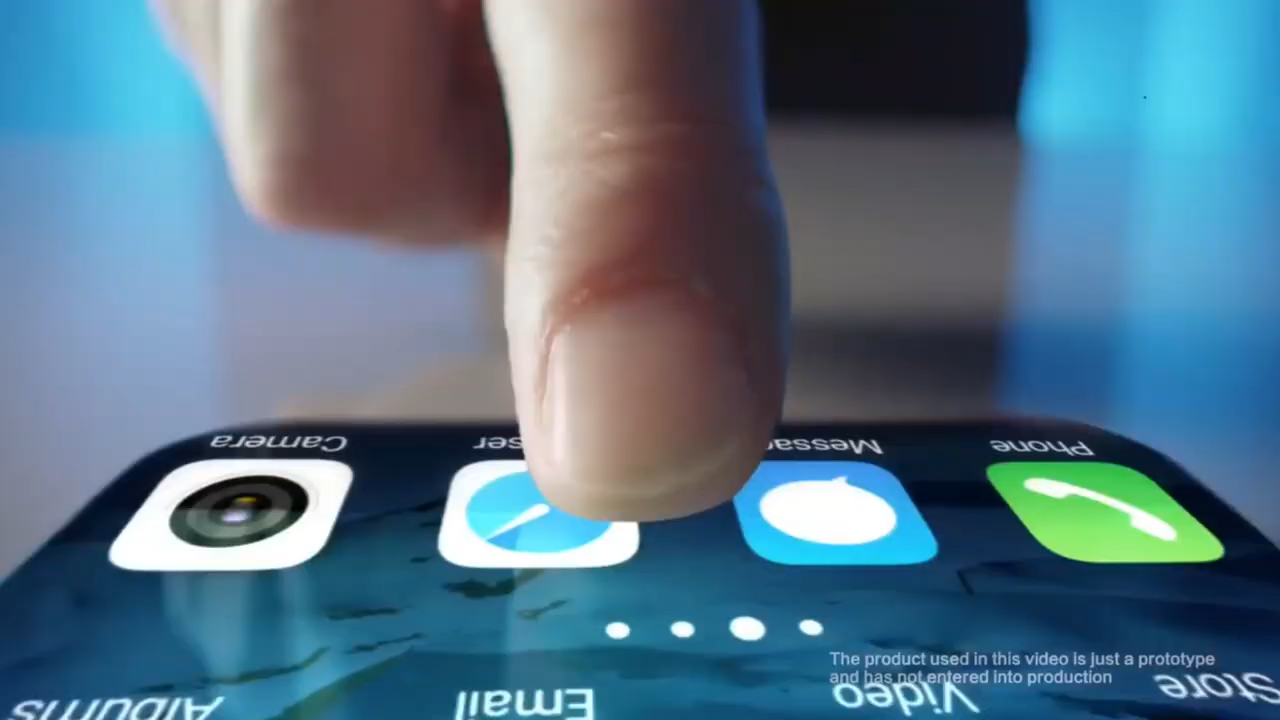 Camera
ser
Messa
Phone
The product used in this video is just a prototype
and has not entered into production
Albums
Email
Video
Store